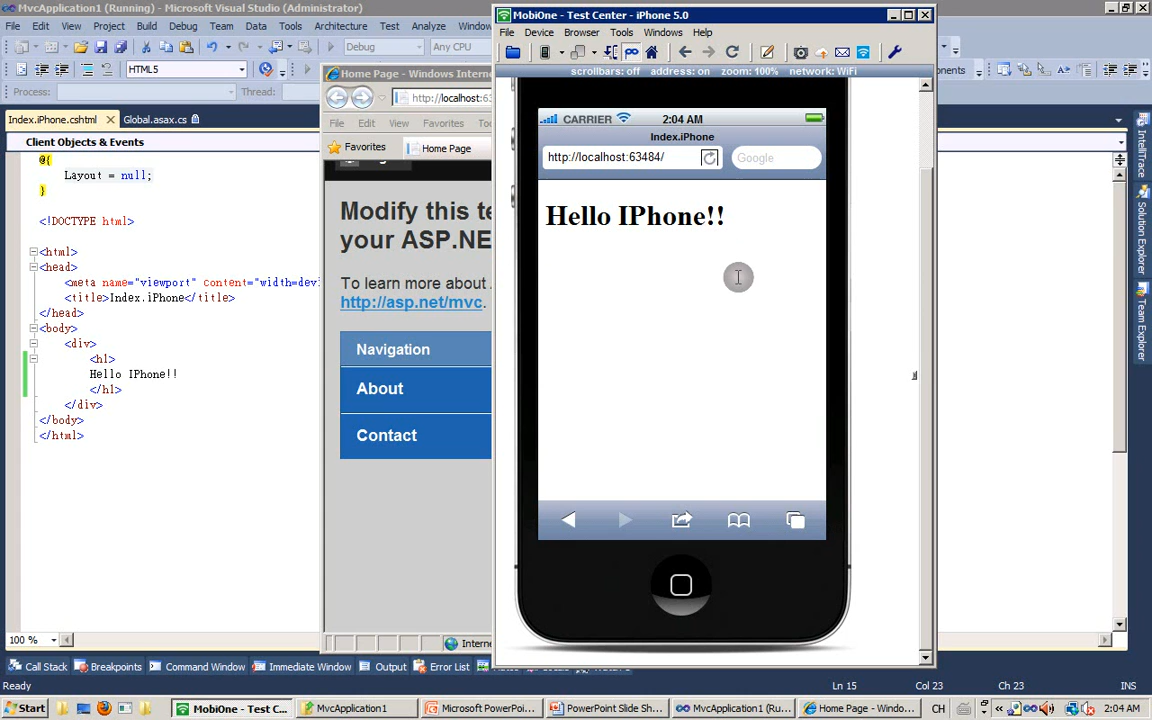 MvcApplication1 (Running) - Microsoft Visual Studio (Administrator)
File Edit View Project Build Debug Team Data Tools Architecture Test Analyze Window
Debug Any CPU
HTML5
Process: Thread:
Index.iPhone.cshtml Global.asax.cs
Client Objects & Events
@{
Layout = null;
}
<!DOCTYPE html>
<html>
<head>
<meta name="viewport" content="width=devi
<title>Index.iPhone</title>
</head>
<body>
<div>
<h1>
Hello IPhone!!
</h1>
</div>
</body>
</html>
100 %
Home Page - Windows Inter
http://localhost:63
File Edit View Favorites
Favorites Home Page
Modify this te
your ASP.NE
To learn more about
http://asp.net/mvc.
Navigation
About
Contact
MobiOne - Test Center - iPhone 5.0
File Device Browser Tools Windows Help
scrollbars: off address: on zoom: 100% network: WiFi
CARRIER 2:04 AM
Index.iPhone
http://localhost:63484/ Google
Hello IPhone!!
IntelliTrace
Solution Explorer
Team Explorer
Call Stack Breakpoints Command Window Immediate Window Output Error List
Ready Ln 15 Col 23 Ch 23 INS
Start MobiOne - Test C... MvcApplication1 Microsoft PowerPo... PowerPoint Slide Sh... MvcApplication1 (Ru... Home Page - Windo... CH 2:04 AM